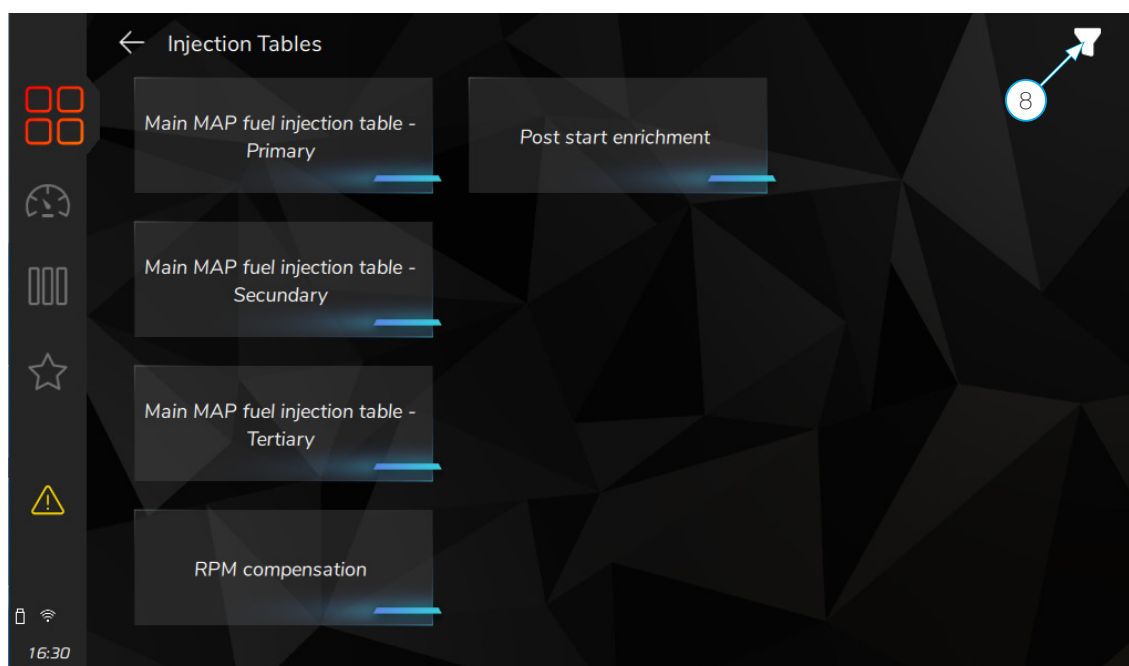 Injection Tables
8
Main MAP fuel injection table -
Primary
Post start enrichment
Main MAP fuel injection table -
Secundary
Main MAP fuel injection table -
Tertiary
RPM compensation
16:30